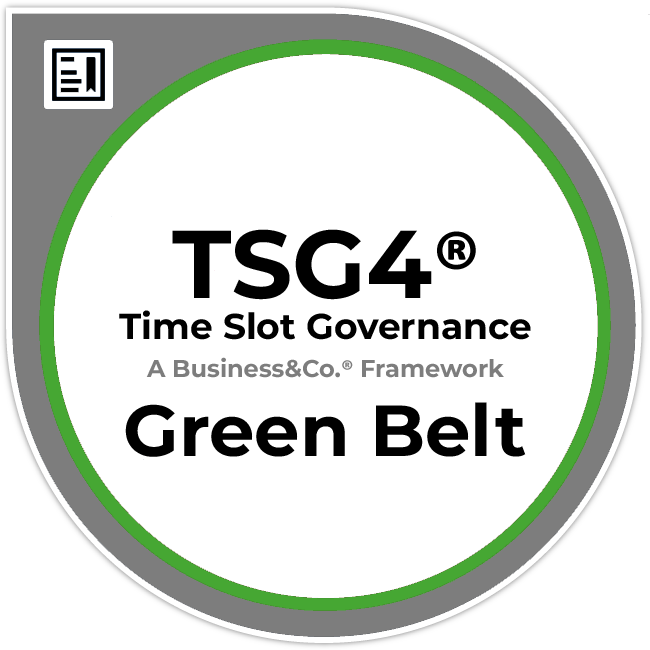 TSG4®
Time Slot Governance
A Business&Co.® Framework
Green Belt